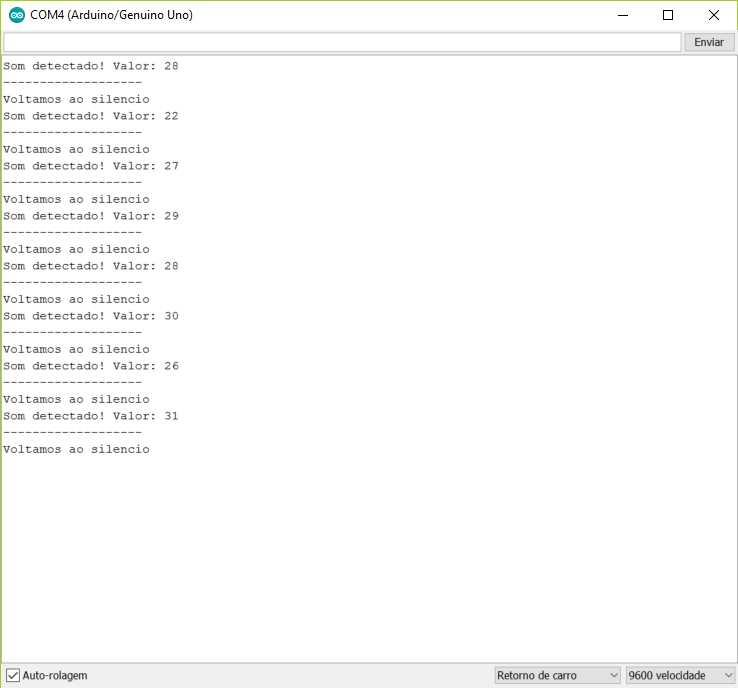 COM4 (Arduino/Genuino Uno)
Enviar
Som detectado! Valor: 28
-------------------
Voltamos ao silencio
Som detectado! Valor: 22
-------------------
Voltamos ao silencio
Som detectado! Valor: 27
-------------------
Voltamos ao silencio
Som detectado! Valor: 29
-------------------
Voltamos ao silencio
Som detectado! Valor: 28
-------------------
Voltamos ao silencio
Som detectado! Valor: 30
-------------------
Voltamos ao silencio
Som detectado! Valor: 26
-------------------
Voltamos ao silencio
Som detectado! Valor: 31
-------------------
Voltamos ao silencio
Auto-rolagem Retorno de carro 9600 velocidade